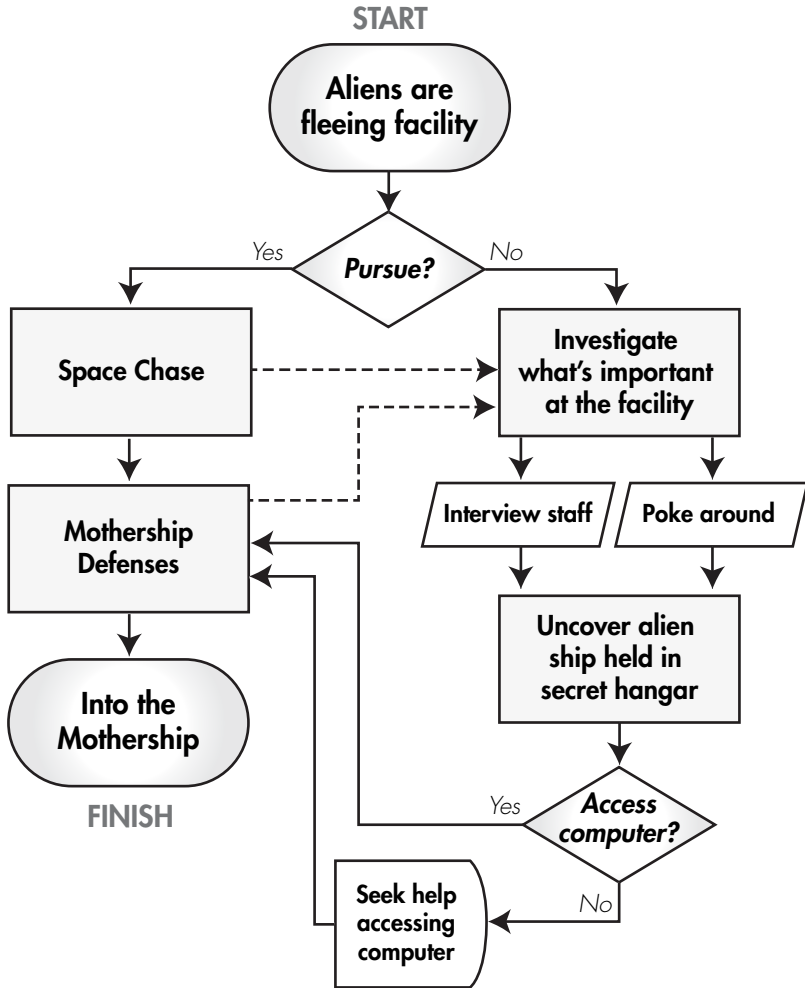 START
Aliens are
fleeing facility
Pursue?
Yes
No
Space Chase
Investigate
what's important
at the facility
Interview staff
Poke around
Mothership
Defenses
Uncover alien
ship held in
secret hangar
Into the
Mothership
FINISH
Access
computer?
Yes
No
Seek help
accessing
computer